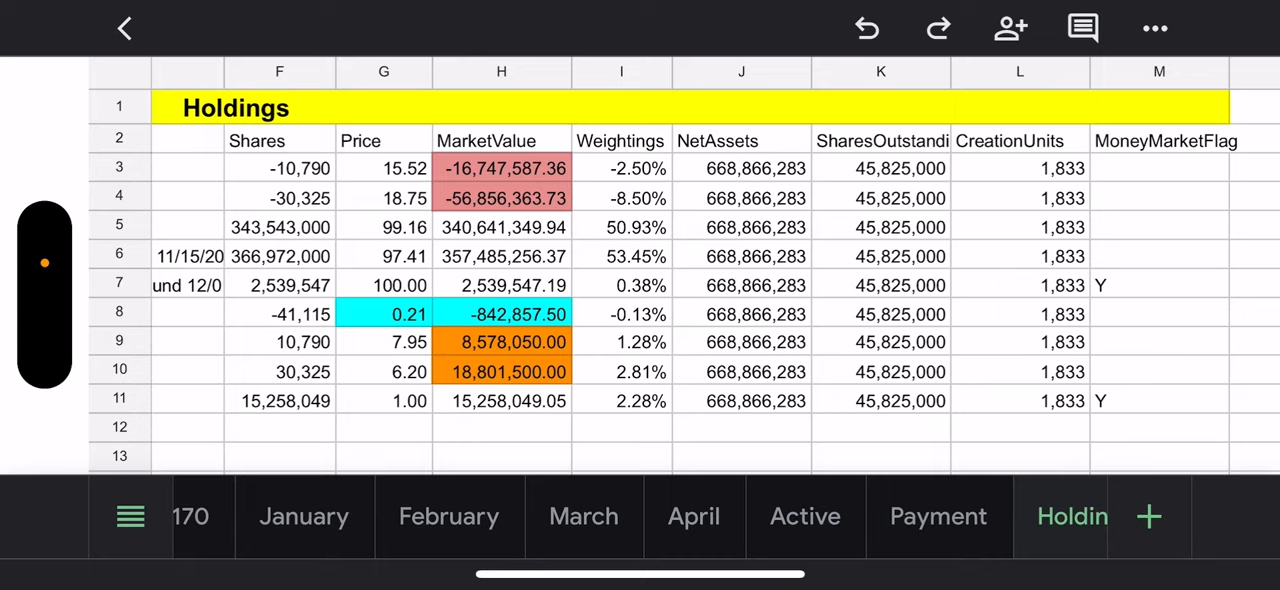 F G H I J K L M
1 Holdings
2 Shares Price MarketValue Weightings NetAssets SharesOutstandi CreationUnits MoneyMarketFlag
3 -10,790 15.52 -16,747,587.36 -2.50% 668,866,283 45,825,000 1,833
4 -30,325 18.75 -56,856,363.73 -8.50% 668,866,283 45,825,000 1,833
5 343,543,000 99.16 340,641,349.94 50.93% 668,866,283 45,825,000 1,833
6 11/15/20 366,972,000 97.41 357,485,256.37 53.45% 668,866,283 45,825,000 1,833
7 und 12/0 2,539,547 100.00 2,539,547.19 0.38% 668,866,283 45,825,000 1,833 Y
8 -41,115 0.21 -842,857.50 -0.13% 668,866,283 45,825,000 1,833
9 10,790 7.95 8,578,050.00 1.28% 668,866,283 45,825,000 1,833
10 30,325 6.20 18,801,500.00 2.81% 668,866,283 45,825,000 1,833
11 15,258,049 1.00 15,258,049.05 2.28% 668,866,283 45,825,000 1,833 Y
12
13
170 January February March April Active Payment Holdin